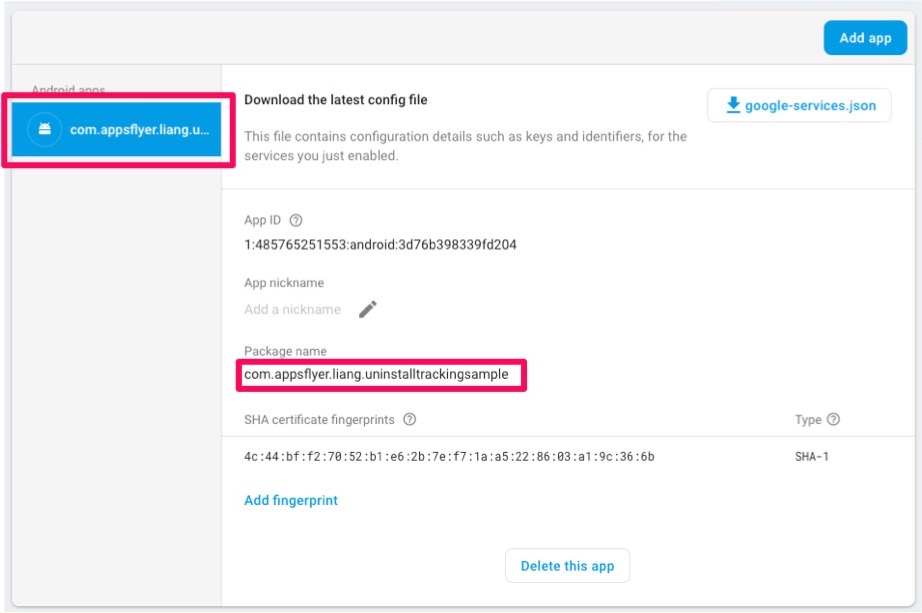 Add app
Android apps
com.appsflyer.liang.u...
Download the latest config file
google-services.json
This file contains configuration details such as keys and identifiers, for the
services you just enabled.
App ID
1:485765251553:android:3d76b398339fd204
App nickname
Add a nickname
Package name
com.appsflyer.liang.uninstalltrackingsample
SHA certificate fingerprints
Type
4c:44:bf:f2:70:52:b1:e6:2b:7e:f7:1a:a5:22:86:03:a1:9c:36:6b
SHA-1
Add fingerprint
Delete this app